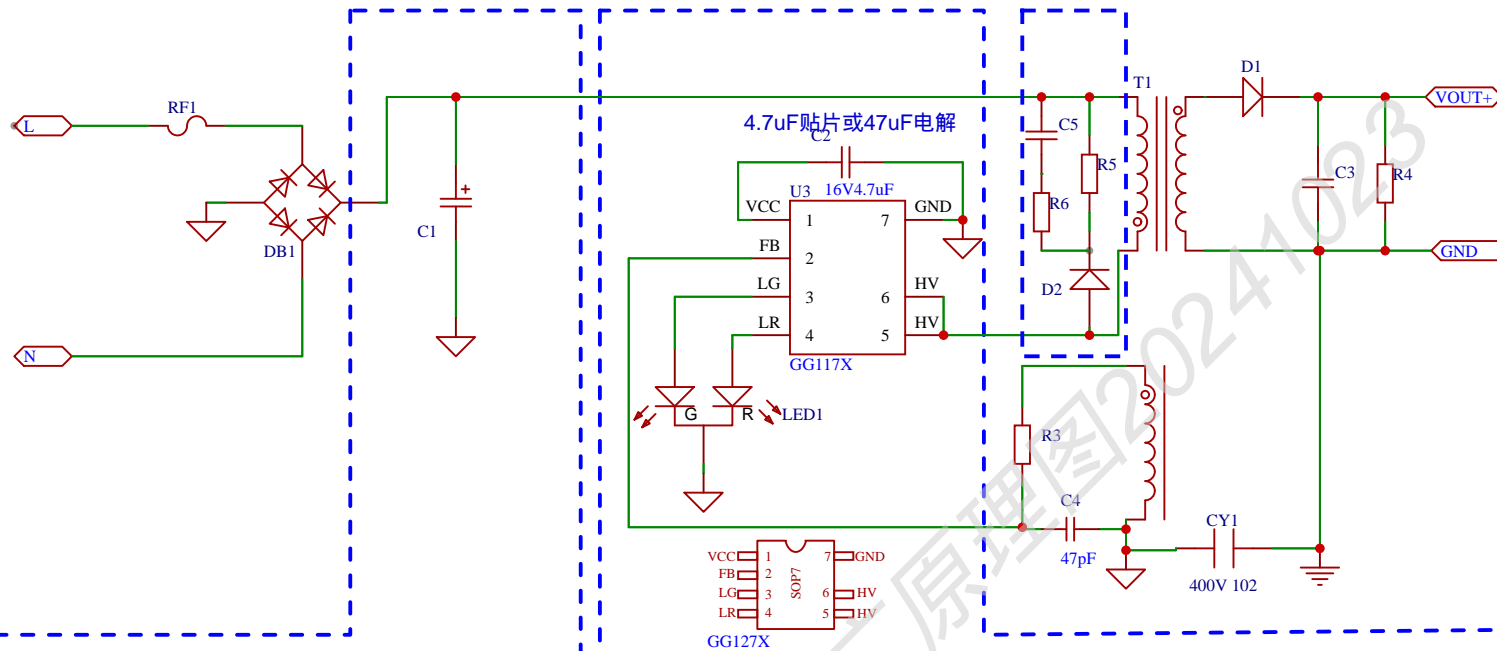 L
RF1
DB1
N
C1
4.7uF贴片或47uF电解
C2
16V4.7uF
U3
VCC
1
7
GND
FB
2
LG
3
6
HV
LR
4
5
HV
GG117X
G
R
LED1
C5
R5
R6
D2
T1
D1
VOUT+
C3
R4
GND
R3
C4
47pF
CY1
400V 102
VCC
1
7
GND
FB
2
SOP7
LG
3
6
HV
LR
4
5
HV
GG127X
原理图20241023